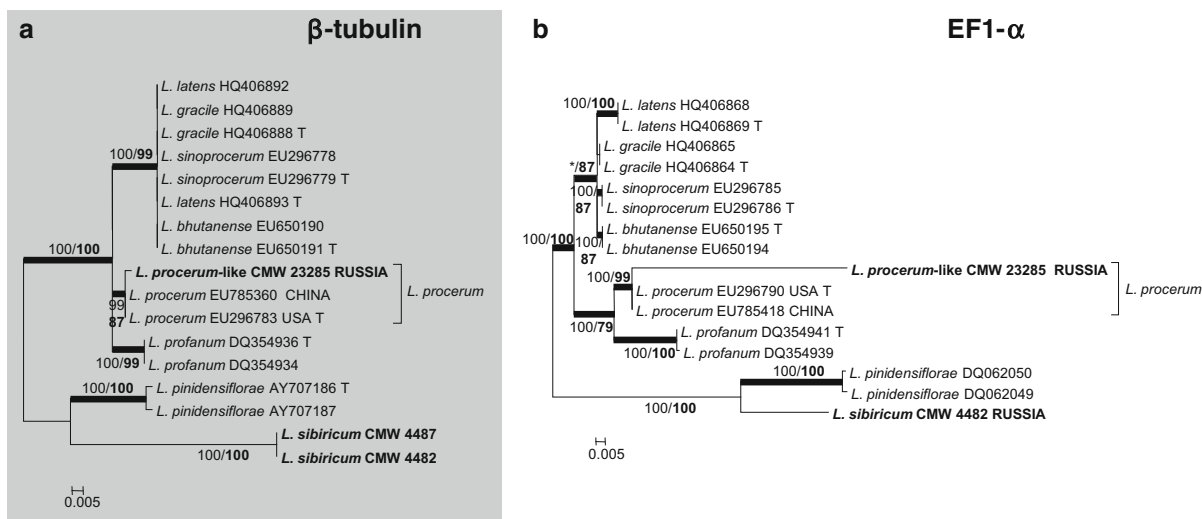 a
β-tubulin
L. latens HQ406892
L. gracile HQ406889
L. gracile HQ406888 T
100/99
L. sinoprocerum EU296778
L. sinoprocerum EU296779 T
L. latens HQ406893 T
L. bhutanense EU650190
L. bhutanense EU650191 T
100/100
L. procerum-like CMW 23285 RUSSIA
L. procerum EU785360 CHINA
L. procerum
99
87
L. procerum EU296783 USA T
L. profanum DQ354936 T
100/99
L. profanum DQ354934
100/100
L. pinidensiflorae AY707186 T
L. pinidensiflorae AY707187
L. sibiricum CMW 4487
100/100
L. sibiricum CMW 4482
0.005
b
EF1-α
100/100
L. latens HQ406868
L. latens HQ406869 T
L. gracile HQ406865
*/87
L. gracile HQ406864 T
100/
87
L. sinoprocerum EU296785
L. sinoprocerum EU296786 T
L. bhutanense EU650195 T
100/100
100/
87
L. bhutanense EU650194
100/99
L. procerum-like CMW 23285 RUSSIA
L. procerum
L. procerum EU296790 USA T
L. procerum EU785418 CHINA
100/79
L. profanum DQ354941 T
100/100
L. profanum DQ354939
100/100
L. pinidensiflorae DQ062050
L. pinidensiflorae DQ062049
100/100
L. sibiricum CMW 4482 RUSSIA
0.005